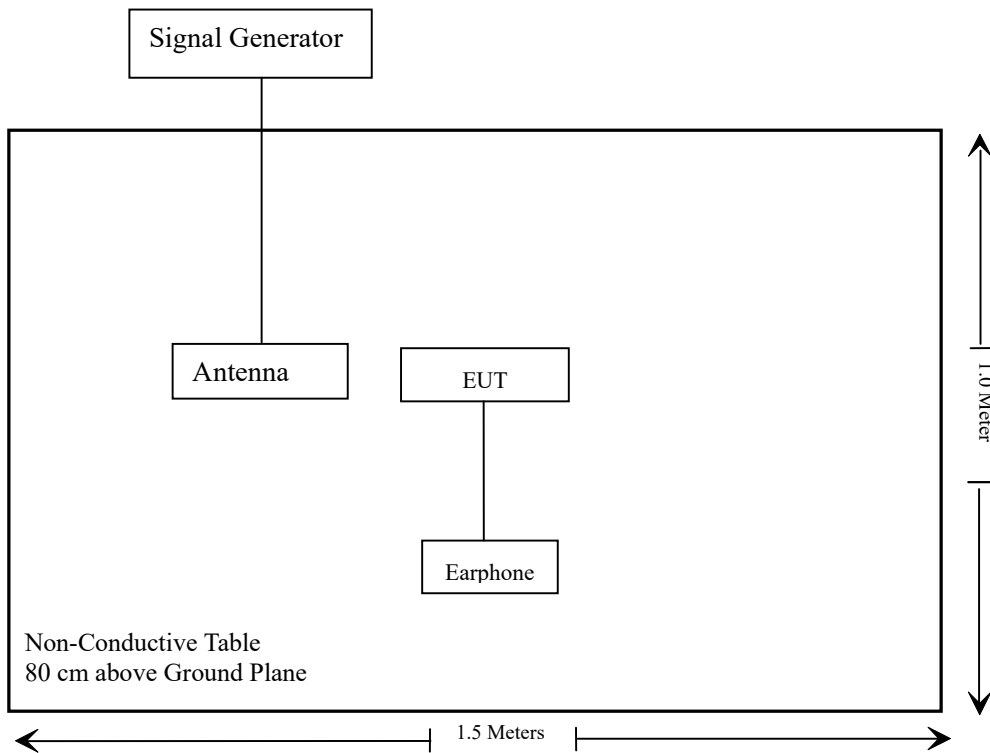 Signal Generator
Antenna
EUT
1.0 Meter
Earphone
Non-Conductive Table
80 cm above Ground Plane
1.5 Meters